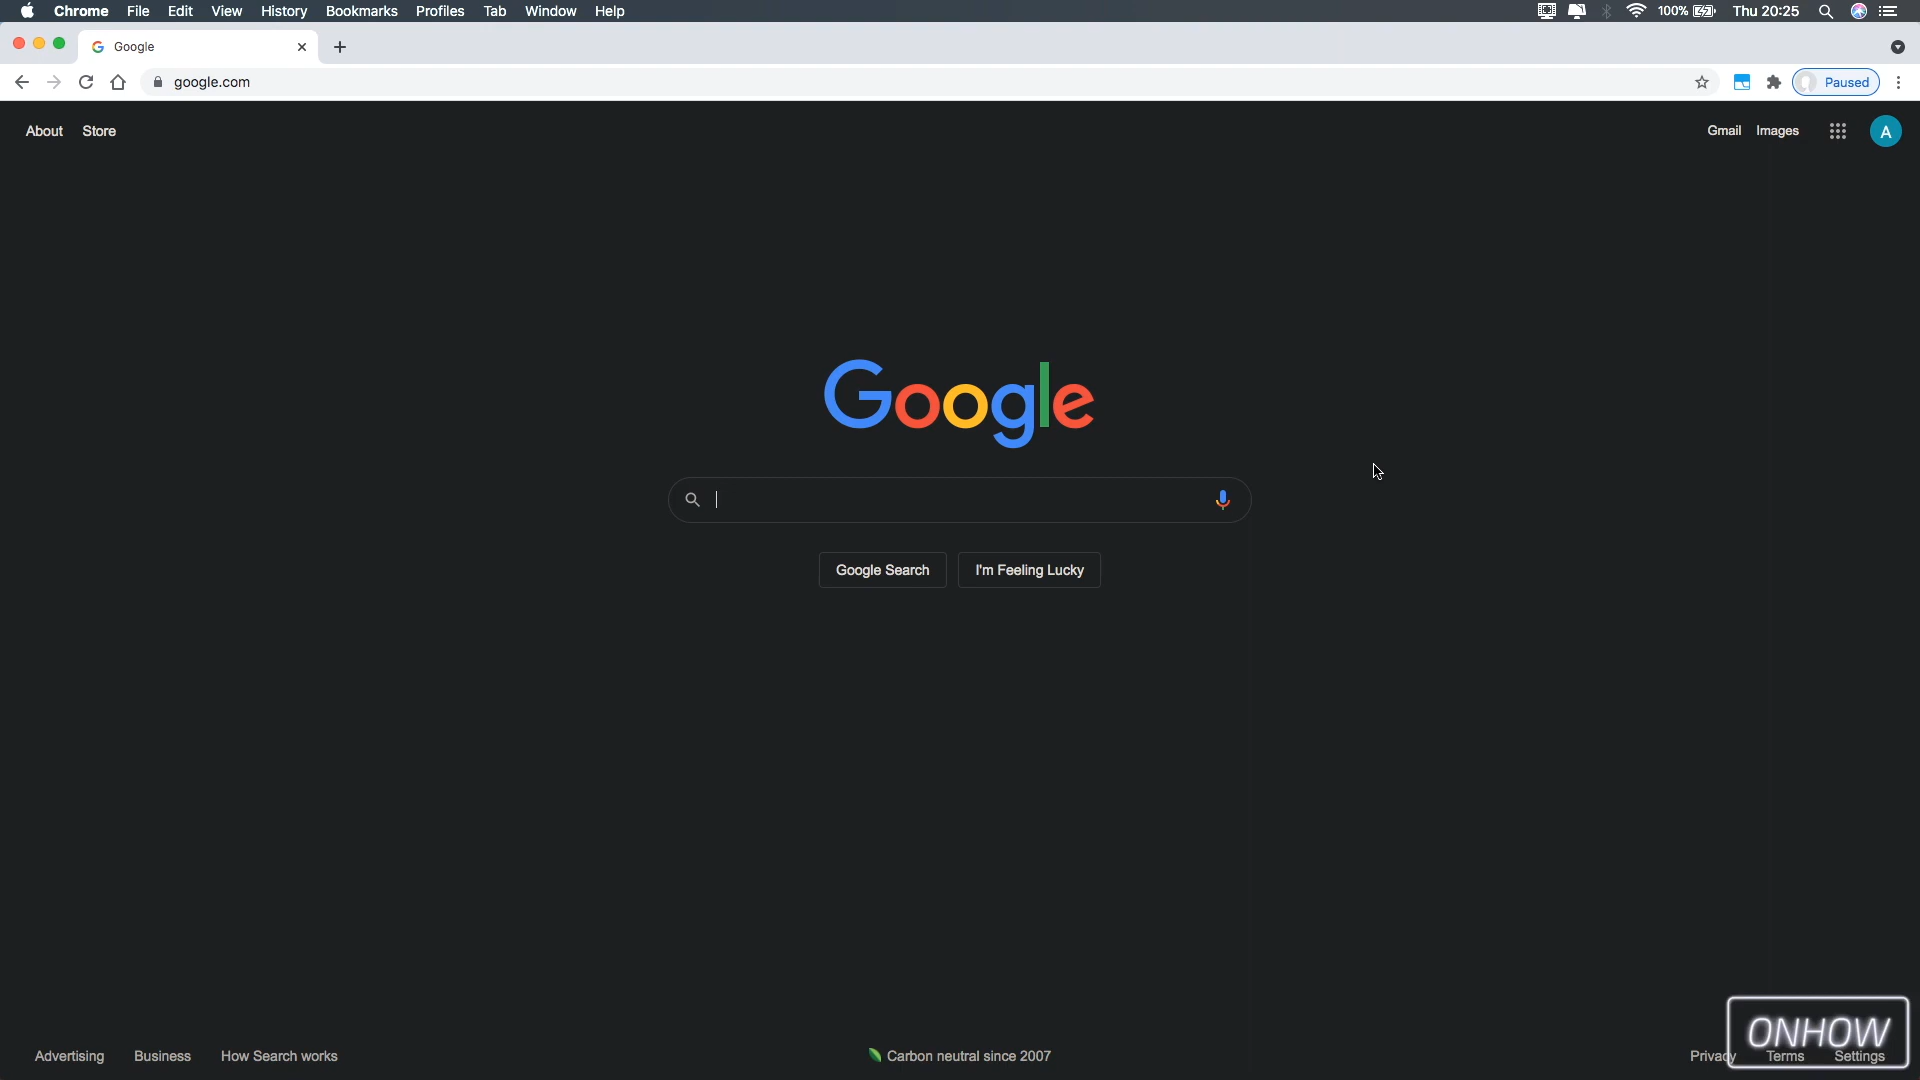 Chrome File Edit View History Bookmarks Profiles Tab Window Help 100% Thu 20:25
Google
google.com Paused
About Store Gmail Images A
Google
Google Search I'm Feeling Lucky
ONHOW
Advertising Business How Search works Carbon neutral since 2007 Privacy Terms Settings